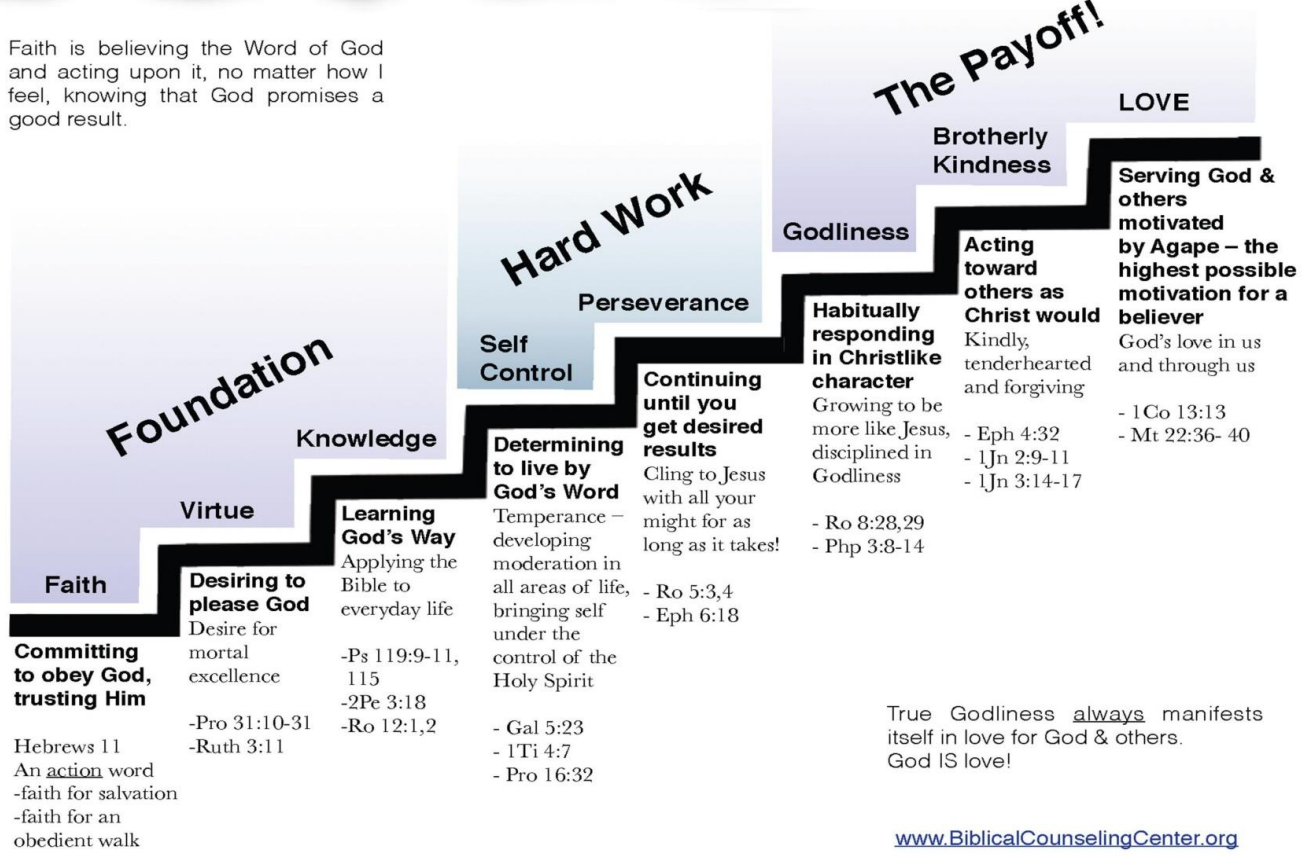 Faith is believing the Word of God
and acting upon it, no matter how I
feel, knowing that God promises a
good result.
Foundation
Hard Work
The Payoff!
Faith
Committing
to obey God,
trusting Him
Hebrews 11
An action word
-faith for salvation
-faith for an
obedient walk
Virtue
Desiring to
please God
Desire for
mortal
excellence
-Pro 31:10-31
-Ruth 3:11
Knowledge
Learning
God's Way
Applying the
Bible to
everyday life
-Ps 119:9-11,
115
-2Pe 3:18
-Ro 12:1,2
Self
Control
Determining
to live by
God's Word
Temperance –
developing
moderation in
all areas of life,
bringing self
under the
control of the
Holy Spirit
- Gal 5:23
- 1Ti 4:7
- Pro 16:32
Perseverance
Continuing
until you
get desired
results
Cling to Jesus
with all your
might for as
long as it takes!
- Ro 5:3,4
- Eph 6:18
Godliness
Habitually
responding
in Christlike
character
Growing to be
more like Jesus,
disciplined in
Godliness
- Ro 8:28,29
- Php 3:8-14
Brotherly
Kindness
Acting
toward
others as
Christ would
Kindly,
tenderhearted
and forgiving
- Eph 4:32
- 1Jn 2:9-11
- 1Jn 3:14-17
LOVE
Serving God &
others
motivated
by Agape – the
highest possible
motivation for a
believer
God's love in us
and through us
- 1Co 13:13
- Mt 22:36- 40
True Godliness always manifests
itself in love for God & others.
God IS love!
www.BiblicalCounselingCenter.org